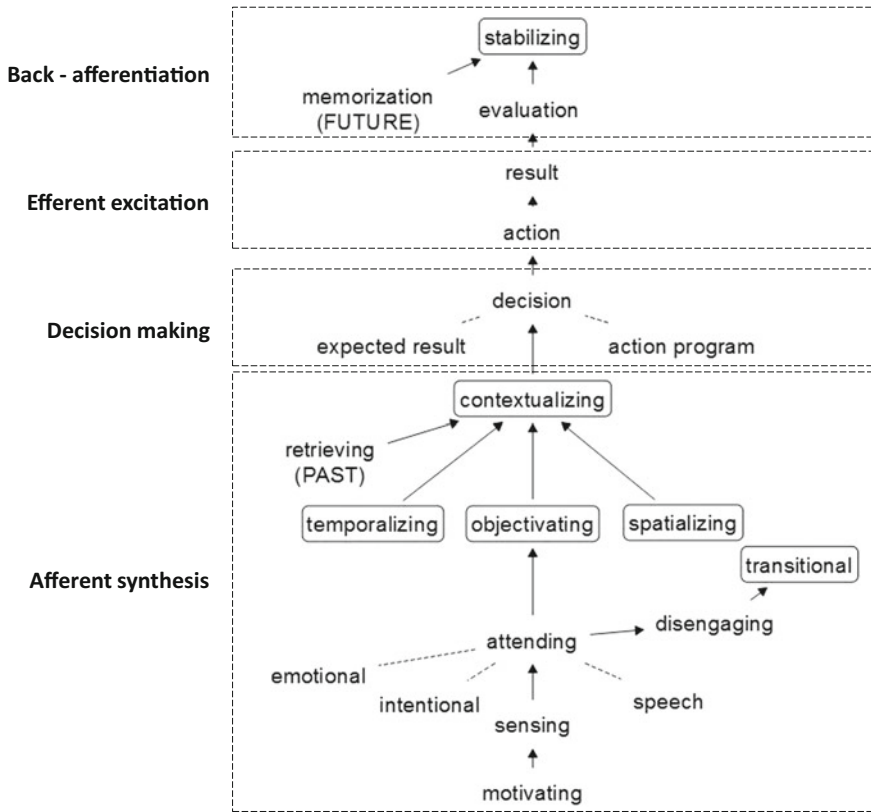 Back - afferentiation
stabilizing
memorization
(FUTURE)
evaluation
Efferent excitation
result
action
Decision making
decision
expected result
action program
Afferent synthesis
contextualizing
retrieving
(PAST)
temporalizing
objectivating
spatializing
transitional
disengaging
attending
emotional
intentional
speech
sensing
motivating